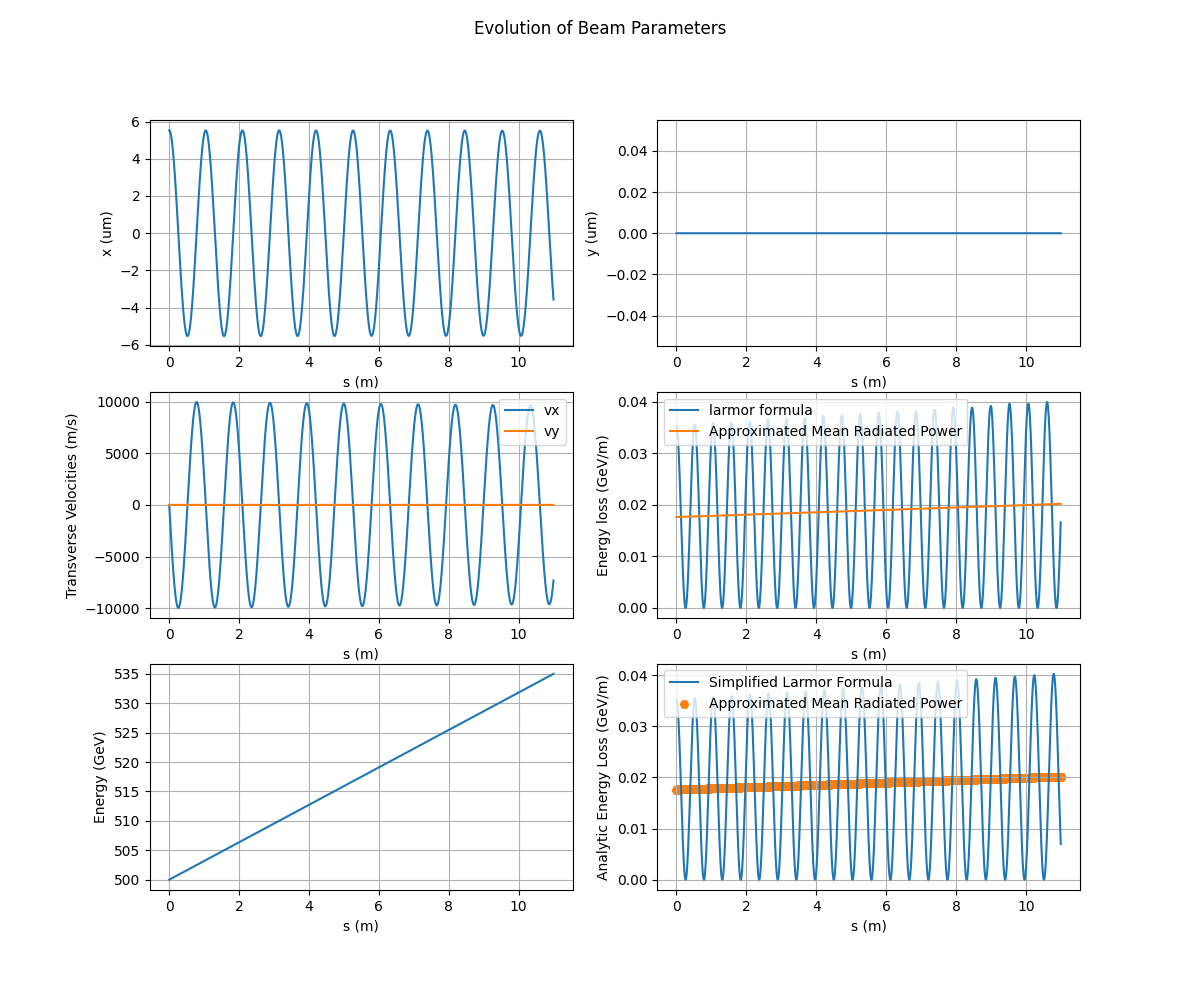 Evolution of Beam Parameters
6
4
2
0
−2
−4
−6
x (um)
0 2 4 6 8 10
s (m)
0.04
0.02
0.00
−0.02
−0.04
y (um)
0 2 4 6 8 10
s (m)
10000
5000
0
−5000
−10000
Transverse Velocities (m/s)
vx
vy
0 2 4 6 8 10
s (m)
0.04
0.03
0.02
0.01
0.00
Energy loss (GeV/m)
larmor formula
Approximated Mean Radiated Power
0 2 4 6 8 10
s (m)
535
530
525
520
515
510
505
500
Energy (GeV)
0 2 4 6 8 10
s (m)
0.04
0.03
0.02
0.01
0.00
Analytic Energy Loss (GeV/m)
Simplified Larmor Formula
Approximated Mean Radiated Power
0 2 4 6 8 10
s (m)